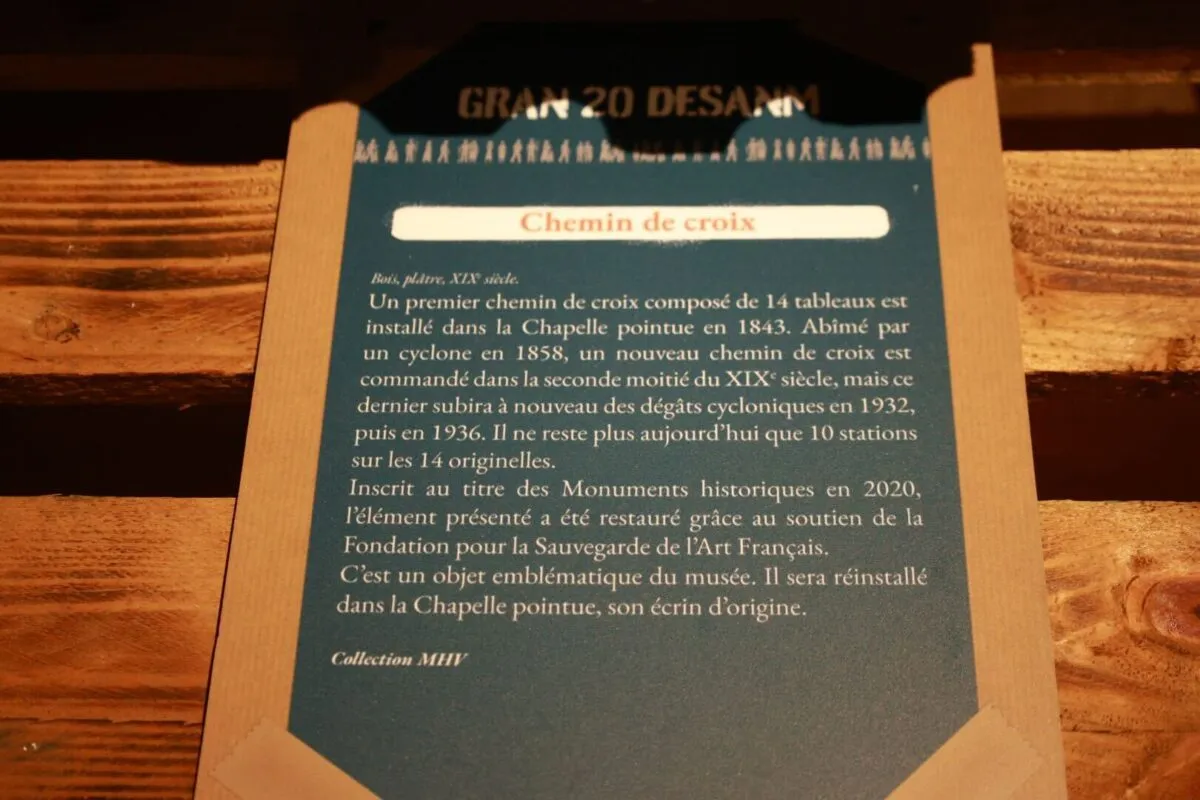 GRAN 20 DESANM
Chemin de croix
Bois, plâtre, XIXᵉ siècle.
Un premier chemin de croix composé de 14 tableaux est
installé dans la Chapelle pointue en 1843. Abîmé par
un cyclone en 1858, un nouveau chemin de croix est
commandé dans la seconde moitié du XIXᵉ siècle, mais ce
dernier subira à nouveau des dégâts cycloniques en 1932,
puis en 1936. Il ne reste plus aujourd'hui que 10 stations
sur les 14 originelles.
Inscrit au titre des Monuments historiques en 2020,
l'élément présenté a été restauré grâce au soutien de la
Fondation pour la Sauvegarde de l'Art Français.
C'est un objet emblématique du musée. Il sera réinstallé
dans la Chapelle pointue, son écrin d'origine.
Collection MHV